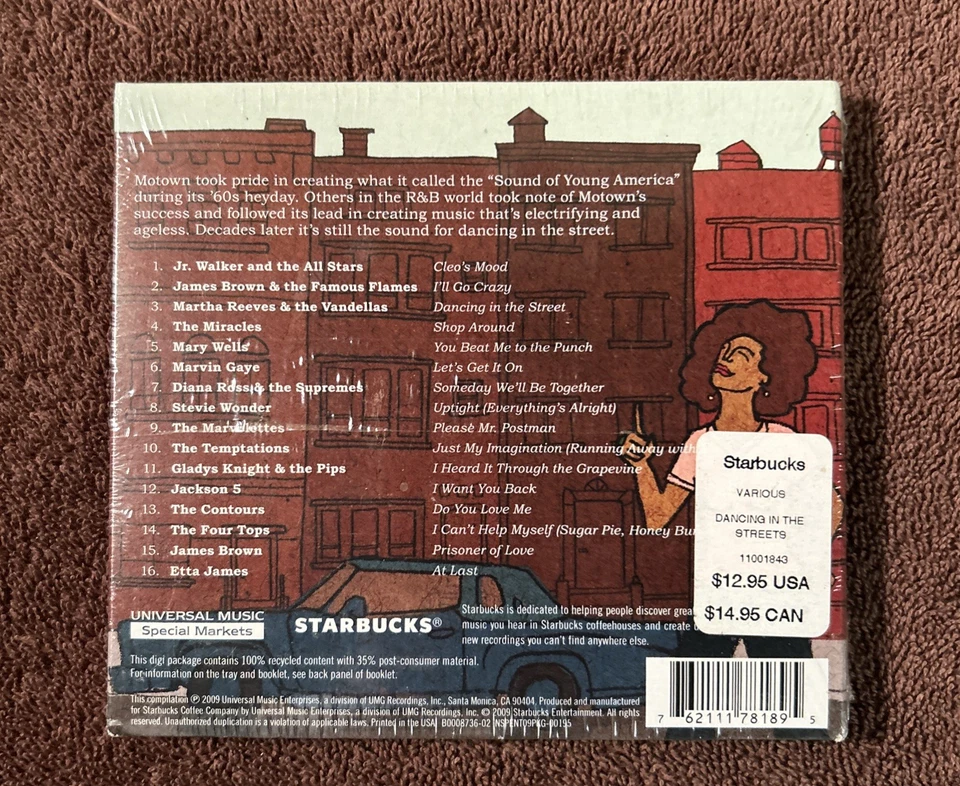 Motown took pride in creating what it called the “Sound of Young America”
during its ’60s heyday. Others in the R&B world took note of Motown’s
success and followed its lead in creating music that’s electrifying and
ageless. Decades later it’s still the sound for dancing in the street.
1. Jr. Walker and the All Stars Cleo’s Mood
2. James Brown & the Famous Flames I’ll Go Crazy
3. Martha Reeves & the Vandellas Dancing in the Street
4. The Miracles Shop Around
5. Mary Wells You Beat Me to the Punch
6. Marvin Gaye Let’s Get It On
7. Diana Ross & the Supremes Someday We’ll Be Together
8. Stevie Wonder Uptight (Everything’s Alright)
9. The Marvelettes Please Mr. Postman
10. The Temptations Just My Imagination (Running Away with
11. Gladys Knight & the Pips I Heard It Through the Grapevine
12. Jackson 5 I Want You Back
13. The Contours Do You Love Me
14. The Four Tops I Can’t Help Myself (Sugar Pie, Honey
15. James Brown Prisoner of Love
16. Etta James At Last
Starbucks
VARIOUS
DANCING IN THE
STREETS
11001843
$12.95 USA
$14.95 CAN
UNIVERSAL MUSIC
Special Markets
STARBUCKS®
Starbucks is dedicated to helping people discover
music you hear in Starbucks coffeehouses and create
new recordings you can’t find anywhere else.
This digi package contains 100% recycled content with 35% post-consumer material.
For information on the tray and booklet, see back panel of booklet.
This compilation ℗ 2009 Universal Music Enterprises, a division of UMG Recordings, Inc., Santa Monica, CA 90404. Produced and manufactured
for Starbucks Coffee Company by Universal Music Enterprises, a division of UMG Recordings, Inc. © 2009 Starbucks Entertainment. All rights
reserved. Unauthorized duplication is a violation of applicable laws. Printed in the USA B0008736-02 NSPENT09PKG-00195
7 62111 78189 5